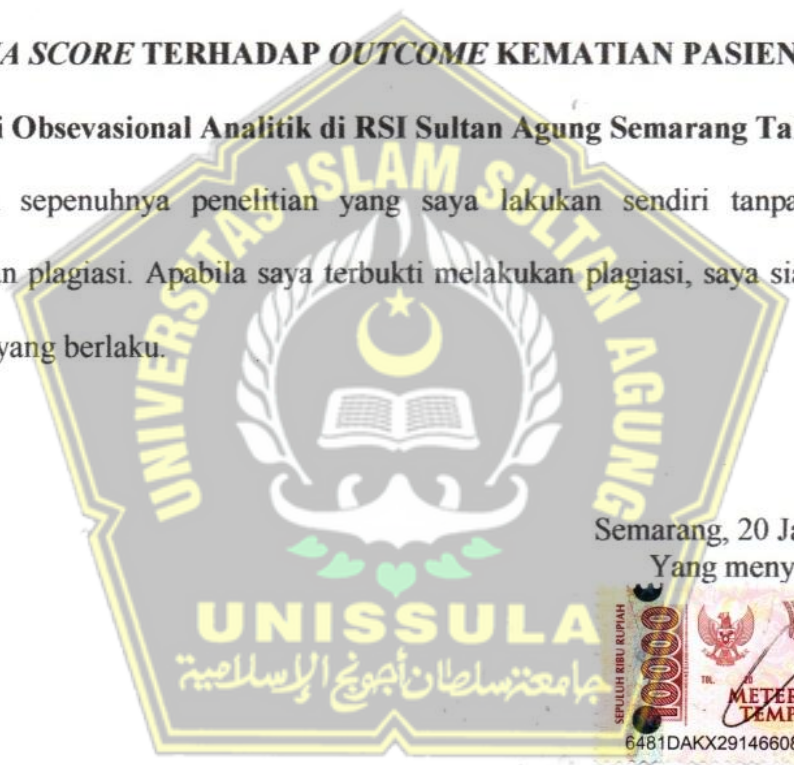 A SCORE TERHADAP OUTCOME KEMATIAN PASIEN
i Obsevasional Analitik di RSI Sultan Agung Semarang Ta
sepenuhnya penelitian yang saya lakukan sendiri tanpa
n plagiasi. Apabila saya terbukti melakukan plagiasi, saya sia
yang berlaku.
UNIVERSITAS ISLAM SULTAN AGUNG
Semarang, 20 Ja
Yang meny
UNISSULA
جامعة سلطان أجونج الإسلامية
SEPULUH RIBU RUPIAH
10000
TGL. 20
METER
TEMP
6481DAKX29146608